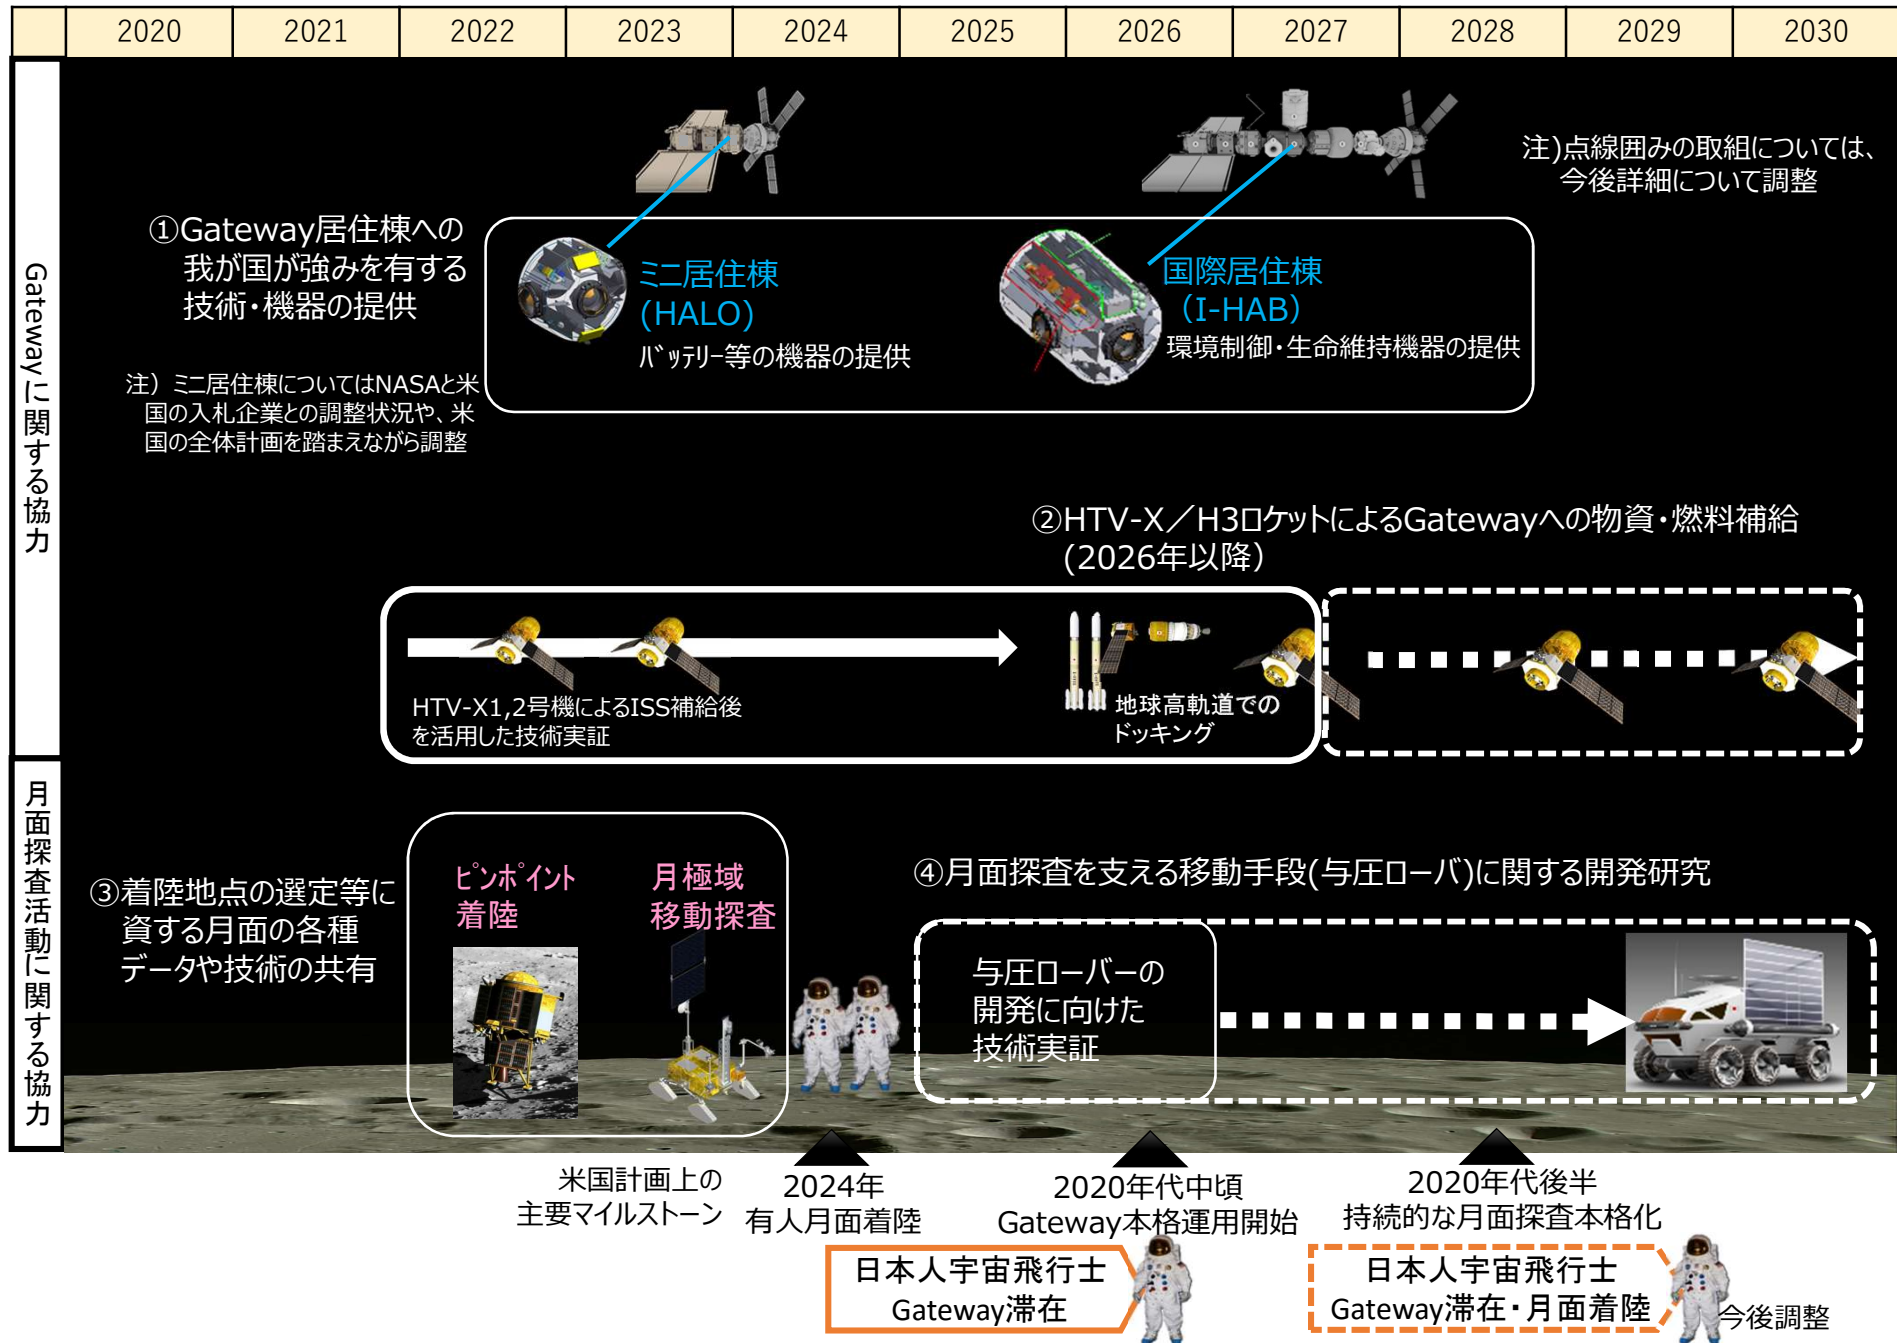 2020 2021 2022 2023 2024 2025 2026 2027 2028 2029 2030
Gatewayに関する協力
注)点線囲みの取組については、
今後詳細について調整
①Gateway居住棟への
我が国が強みを有する
技術・機器の提供
ミニ居住棟
(HALO)
バッテリー等の機器の提供
国際居住棟
(I-HAB)
環境制御・生命維持機器の提供
注）ミニ居住棟についてはNASAと米
国の入札企業との調整状況や、米
国の全体計画を踏まえながら調整
②HTV-X／H3ロケットによるGatewayへの物資・燃料補給
(2026年以降)
HTV-X1,2号機によるISS補給後
を活用した技術実証
地球高軌道での
ドッキング
月面探査活動に関する協力
③着陸地点の選定等に
資する月面の各種
データや技術の共有
ピンポイント
着陸
月極域
移動探査
④月面探査を支える移動手段(与圧ローバ)に関する開発研究
与圧ローバーの
開発に向けた
技術実証
米国計画上の
主要マイルストーン
2024年
有人月面着陸
2020年代中頃
Gateway本格運用開始
2020年代後半
持続的な月面探査本格化
日本人宇宙飛行士
Gateway滞在
日本人宇宙飛行士
Gateway滞在・月面着陸
今後調整